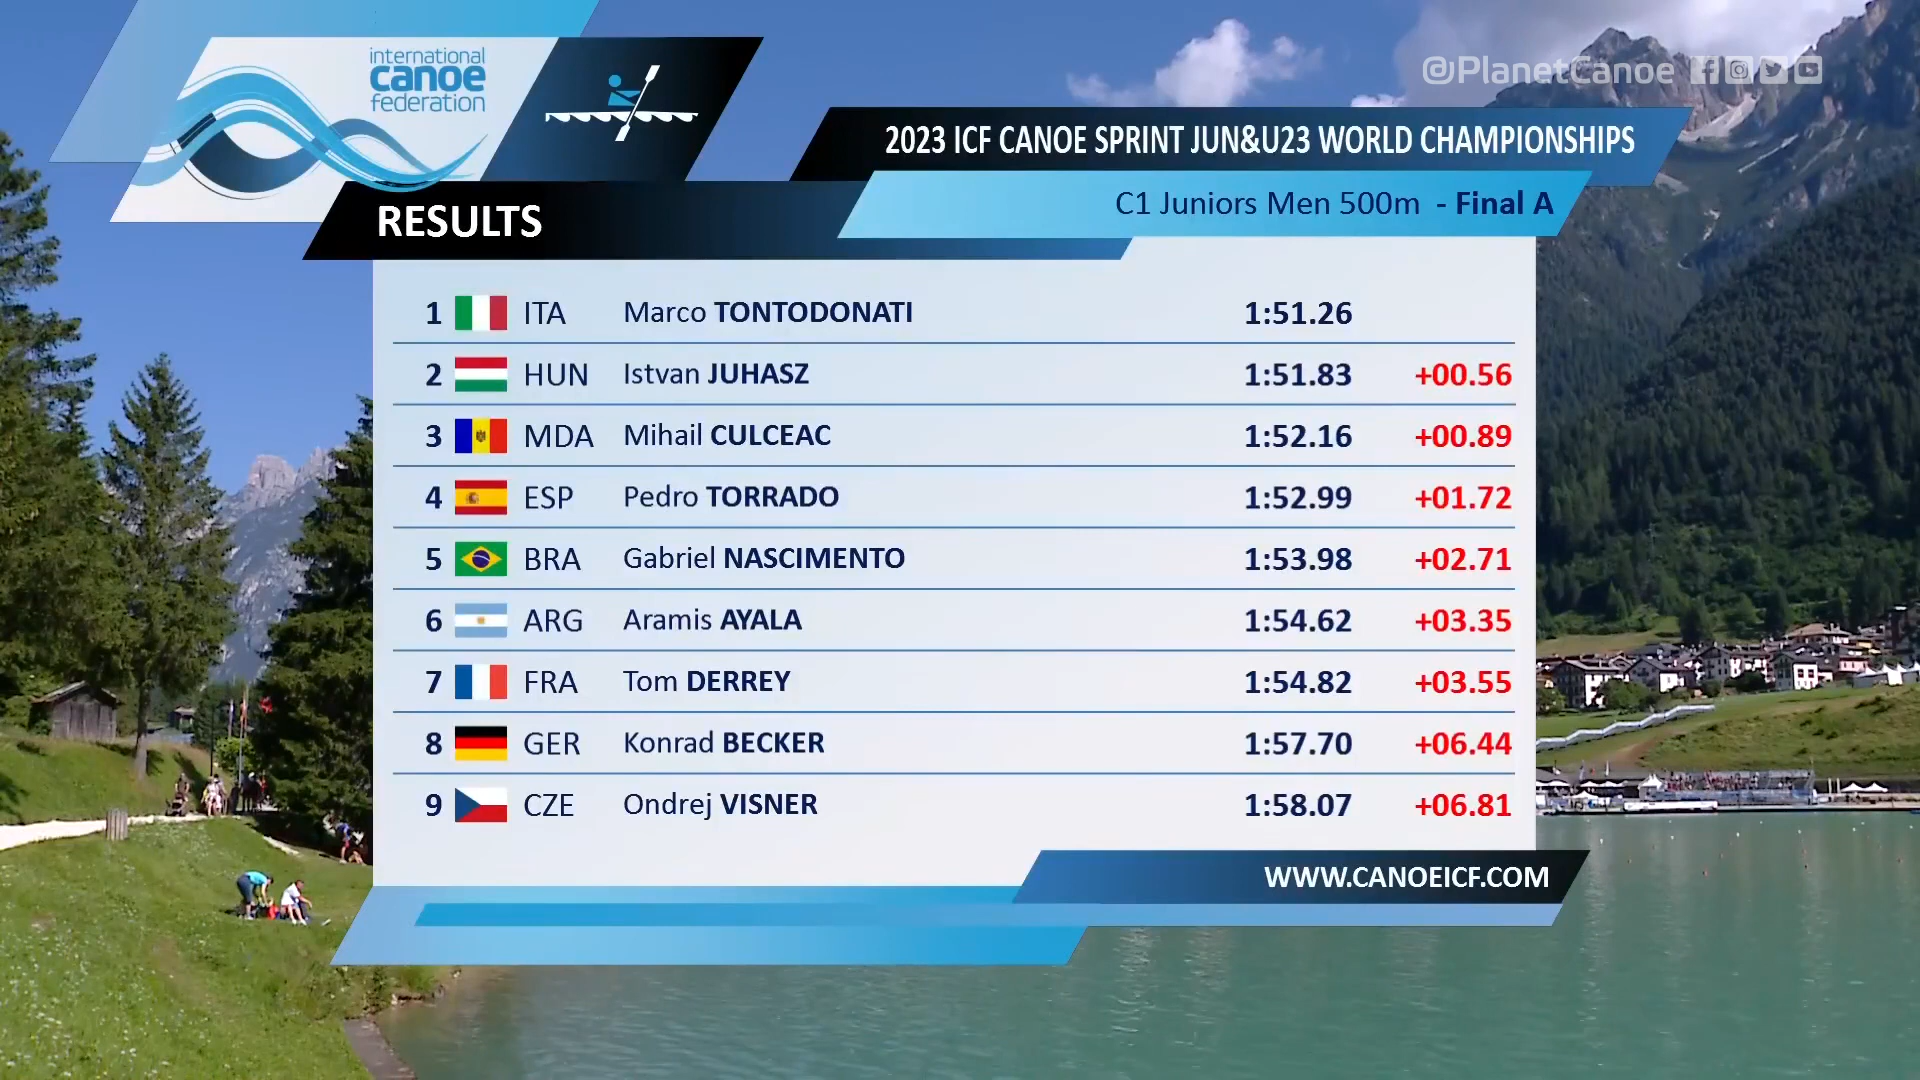 international
canoe
federation
@PlanetCanoe
2023 ICF CANOE SPRINT JUN&U23 WORLD CHAMPIONSHIPS
C1 Juniors Men 500m - Final A
RESULTS
1 ITA Marco TONTODONATI 1:51.26
2 HUN Istvan JUHASZ 1:51.83 +00.56
3 MDA Mihail CULCEAC 1:52.16 +00.89
4 ESP Pedro TORRADO 1:52.99 +01.72
5 BRA Gabriel NASCIMENTO 1:53.98 +02.71
6 ARG Aramis AYALA 1:54.62 +03.35
7 FRA Tom DERREY 1:54.82 +03.55
8 GER Konrad BECKER 1:57.70 +06.44
9 CZE Ondrej VISNER 1:58.07 +06.81
WWW.CANOEICF.COM